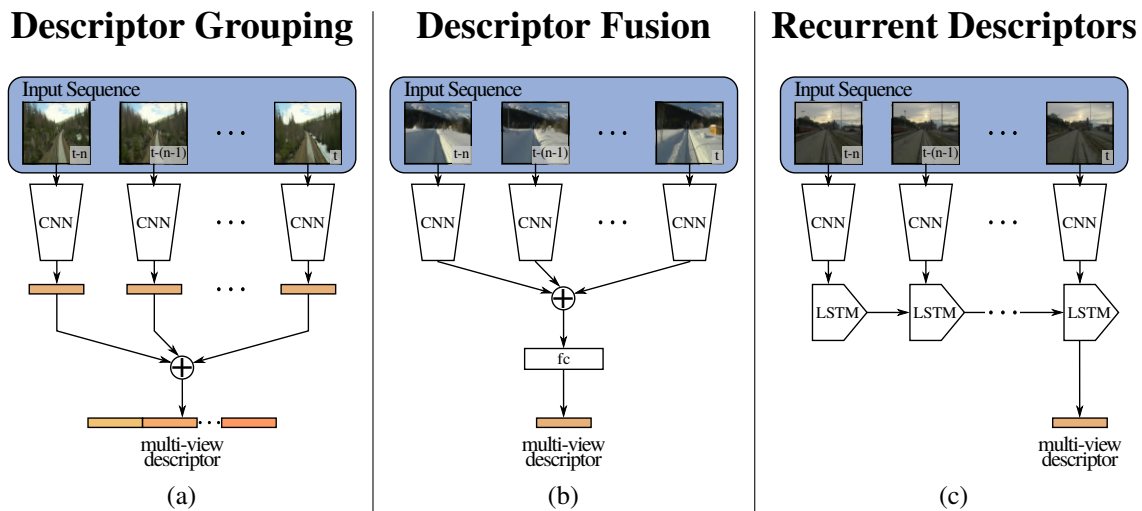 Descriptor Grouping
Input Sequence
t-n
t-(n-1)
...
t
CNN
CNN
...
CNN
...
+
...
multi-view
descriptor
(a)
Descriptor Fusion
Input Sequence
t-n
t-(n-1)
...
t
CNN
CNN
...
CNN
+
fc
multi-view
descriptor
(b)
Recurrent Descriptors
Input Sequence
t-n
t-(n-1)
...
t
CNN
CNN
...
CNN
LSTM
LSTM
...
LSTM
multi-view
descriptor
(c)